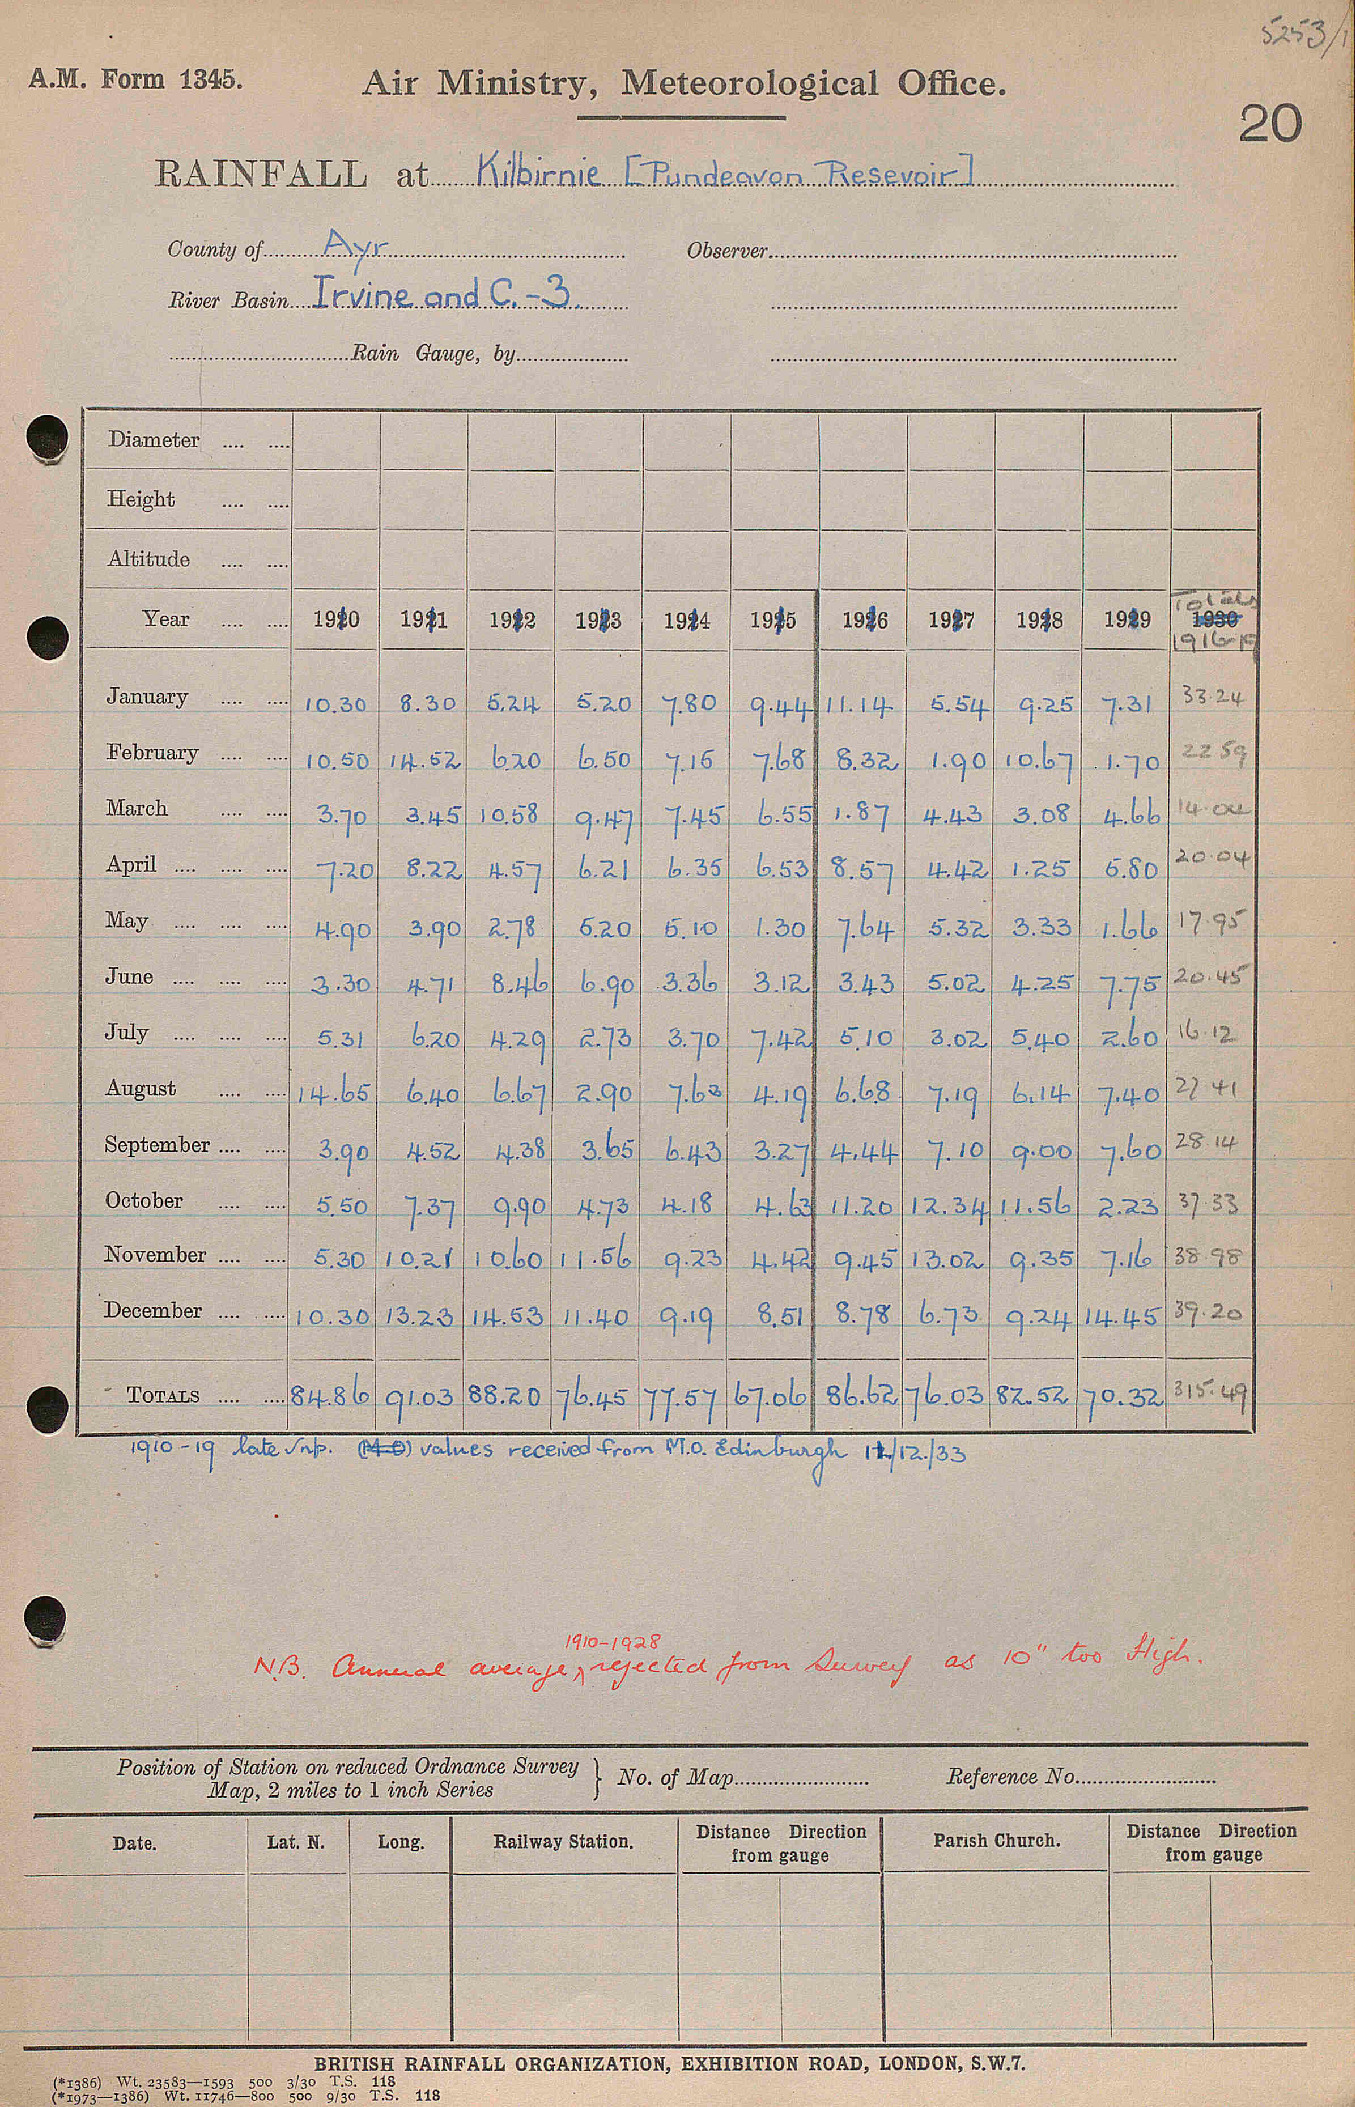 5253/1
A.M. Form 1345. Air Ministry, Meteorological Office.
20
RAINFALL at Kilbirnie [Pundeavon Resevoir]
County of Ayr Observer
River Basin Irvine and C. - 3.
Rain Gauge, by
Diameter
Height
Altitude
Year 1910 1911 1912 1913 1914 1915 1916 1917 1918 1919 Totals 1930 1916-19
January 10.30 8.30 5.24 5.20 7.80 9.44 11.14 5.54 9.25 7.31 33.24
February 10.50 14.52 6.20 6.50 7.15 7.68 8.32 1.90 10.67 1.70 22 59
March 3.70 3.45 10.58 9.47 7.45 6.55 1.87 4.43 3.08 4.66 14.04
April 7.20 8.22 4.57 6.21 6.35 6.53 8.57 4.42 1.25 5.80 20.04
May 4.90 3.90 2.78 5.20 5.10 1.30 7.64 5.32 3.33 1.66 17.95
June 3.30 4.71 8.46 6.90 3.36 3.12 3.43 5.02 4.25 7.75 20.45
July 5.31 6.20 4.29 2.73 3.70 7.42 5.10 3.02 5.40 2.60 16.12
August 14.65 6.40 6.67 2.90 7.63 4.19 6.68 7.19 6.14 7.40 27 41
September 3.90 4.52 4.38 3.65 6.43 3.27 4.44 7.10 9.00 7.60 28.14
October 5.50 7.37 9.90 4.73 4.18 4.63 11.20 12.34 11.56 2.23 37.33
November 5.30 10.21 10.60 11.56 9.23 4.42 9.45 13.02 9.35 7.16 38.98
December 10.30 13.23 14.53 11.40 9.19 8.51 8.78 6.73 9.24 14.45 39.20
TOTALS 84.86 91.03 88.20 76.45 77.57 67.06 86.62 76.03 82.52 70.32 315.49
1910-19 late values received from M.O. Edinburgh 11/12/33
1910-1928
N.B. Annual average, rejected from Survey as 10" too High.
Position of Station on reduced Ordnance Survey
Map, 2 miles to 1 inch Series } No. of Map Reference No.
Date. Lat. N. Long. Railway Station. Distance Direction from gauge Parish Church. Distance Direction from gauge
BRITISH RAINFALL ORGANIZATION, EXHIBITION ROAD, LONDON, S.W.7.
(*1386) Wt. 23583—1593 500 3/30 T.S. 118
(*1973—1386) Wt. 11746—800 500 9/30 T.S. 118